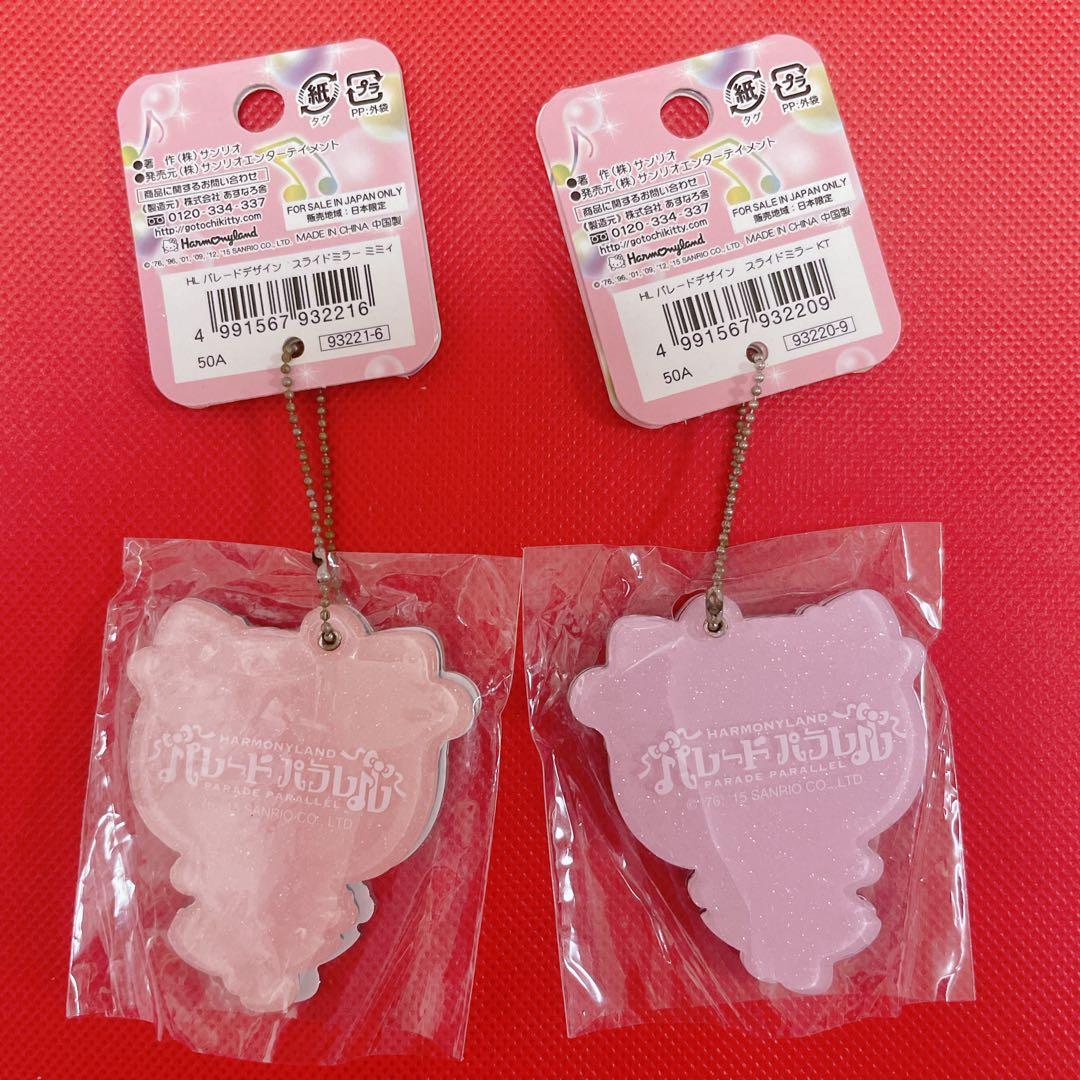 紙
タグ
プラ
PP:外袋
●著 作(株)サンリオ
●発売元(株)サンリオエンターテイメント
商品に関するお問い合わせ
(製造元)株式会社 あすなろ舎
0120-334-337
http://gotochikitty.com
FOR SALE IN JAPAN ONLY
販売地域:日本限定
Harmonyland
© '76, '96, '01, '09, '12, '15 SANRIO CO., LTD. MADE IN CHINA 中国製
HL パレードデザイン スライドミラー ミミィ
4 991567 932216
50A
93221-6
紙
タグ
プラ
PP:外袋
●著 作(株)サンリオ
●発売元(株)サンリオエンターテイメント
商品に関するお問い合わせ
(製造元)株式会社 あすなろ舎
0120-334-337
http://gotochikitty.com
FOR SALE IN JAPAN ONLY
販売地域:日本限定
Harmonyland
© '76, '96, '01, '09, '12, '15 SANRIO CO., LTD. MADE IN CHINA 中国製
HL パレードデザイン スライドミラー KT
4 991567 932209
50A
93220-9
HARMONYLAND
パレードパラレル
PARADE PARALLEL
'76, '15 SANRIO CO., LTD
HARMONYLAND
パレードパラレル
PARADE PARALLEL
© '76, '15 SANRIO CO., LTD